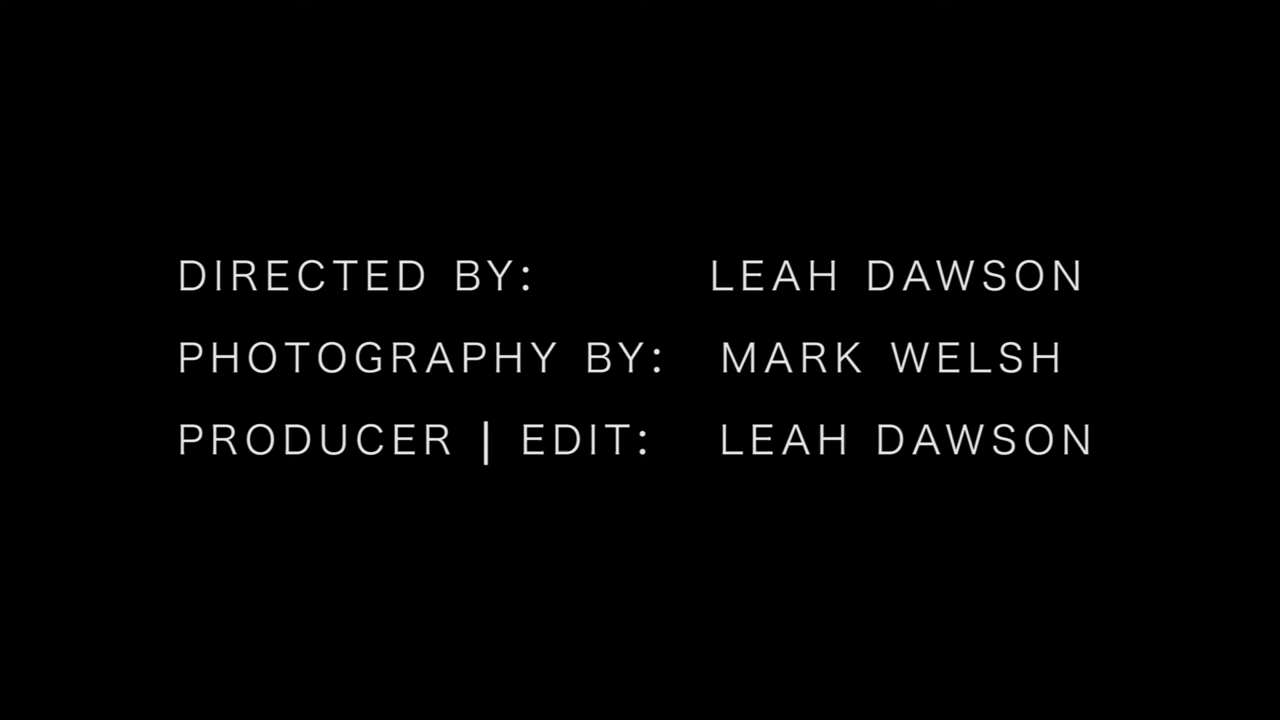 DIRECTED BY: LEAH DAWSON
PHOTOGRAPHY BY: MARK WELSH
PRODUCER | EDIT: LEAH DAWSON